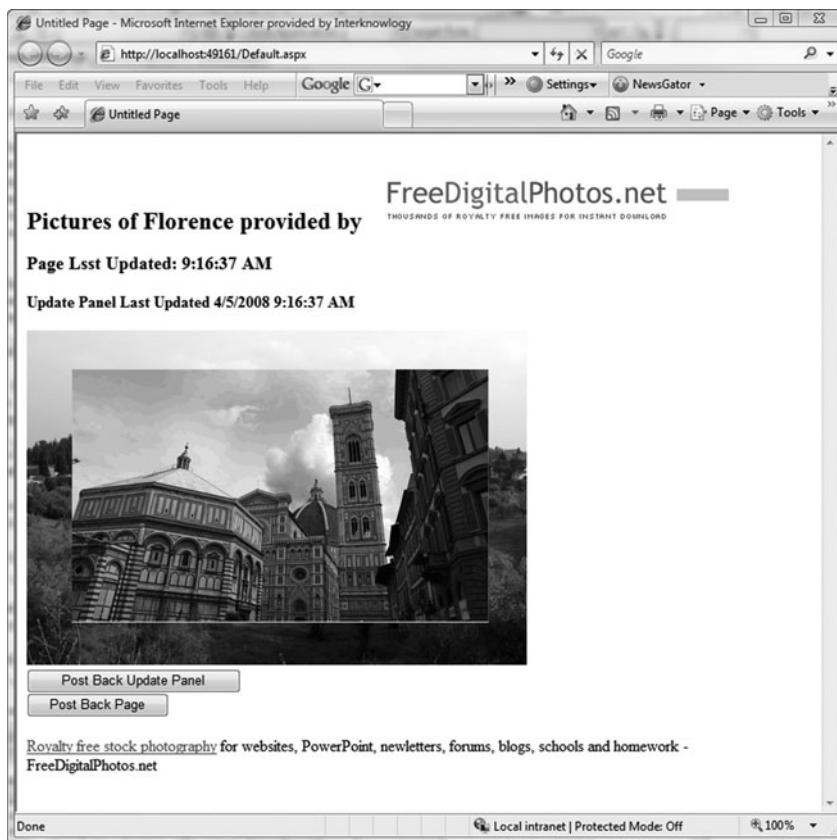 Untitled Page - Microsoft Internet Explorer provided by Interknowlogy
http://localhost:49161/Default.aspx
Google
File Edit View Favorites Tools Help Google G Settings NewsGator
Untitled Page Page Tools
FreeDigitalPhotos.net
THOUSANDS OF ROYALTY FREE IMAGES FOR INSTANT DOWNLOAD
Pictures of Florence provided by
Page Lsst Updated: 9:16:37 AM
Update Panel Last Updated 4/5/2008 9:16:37 AM
Post Back Update Panel
Post Back Page
Royalty free stock photography for websites, PowerPoint, newletters, forums, blogs, schools and homework -
FreeDigitalPhotos.net
Done Local intranet | Protected Mode: Off 100%